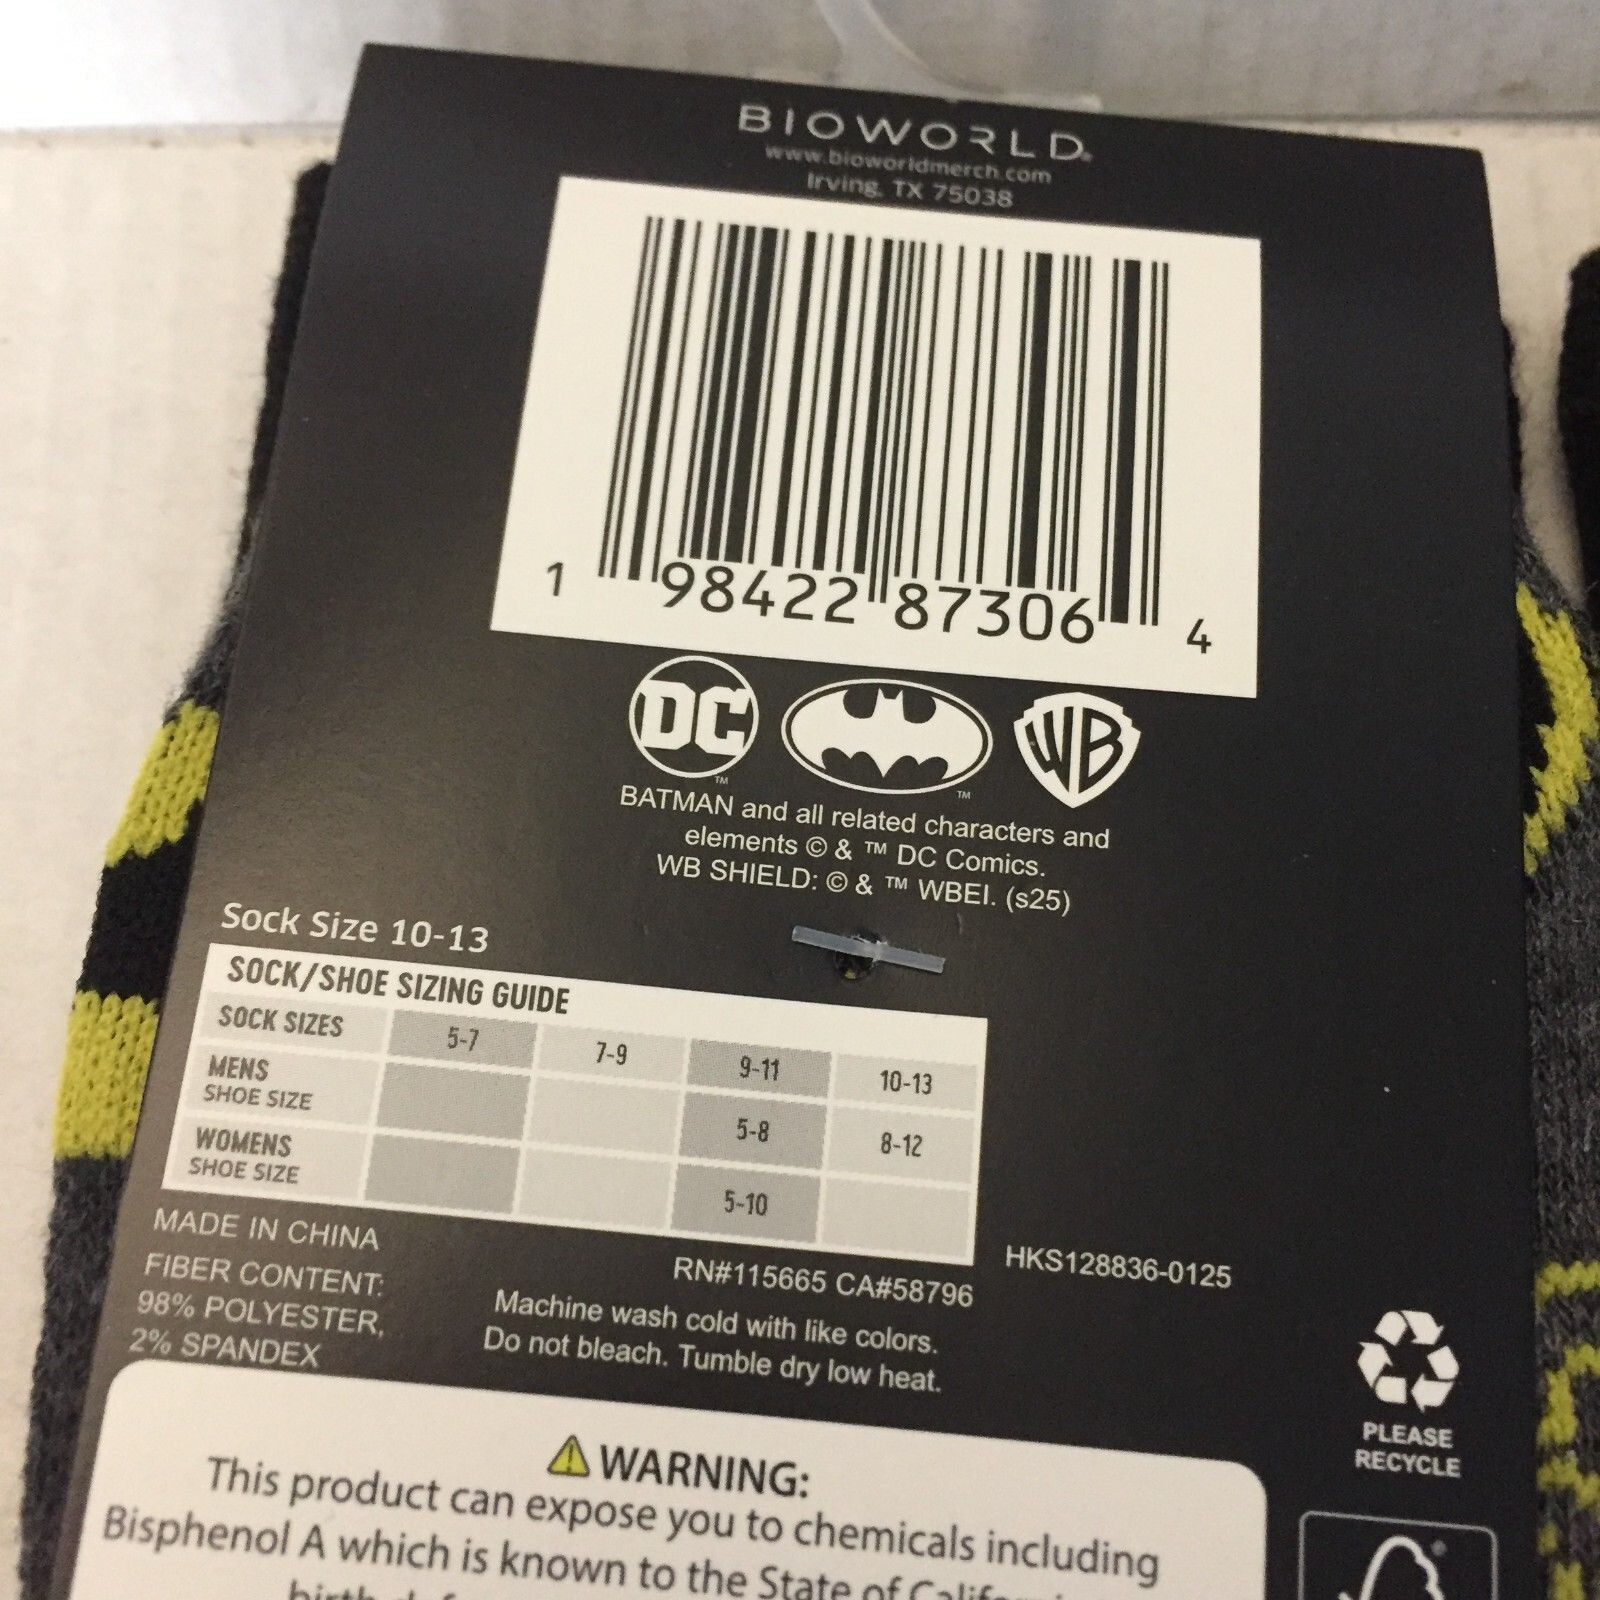 BIOWORLD®
www.bioworldmerch.com
Irving, TX 75038
1 98422 87306 4
DC™
™
WB
BATMAN and all related characters and
elements © & ™ DC Comics.
WB SHIELD: © & ™ WBEI. (s25)
Sock Size 10-13
SOCK/SHOE SIZING GUIDE
SOCK SIZES 5-7 7-9 9-11 10-13
MENS
SHOE SIZE 5-8 8-12
WOMENS
SHOE SIZE 5-10
MADE IN CHINA
FIBER CONTENT:
98% POLYESTER,
2% SPANDEX
RN#115665 CA#58796
HKS128836-0125
Machine wash cold with like colors.
Do not bleach. Tumble dry low heat.
PLEASE
RECYCLE
WARNING:
This product can expose you to chemicals including
Bisphenol A which is known to the State of
birth